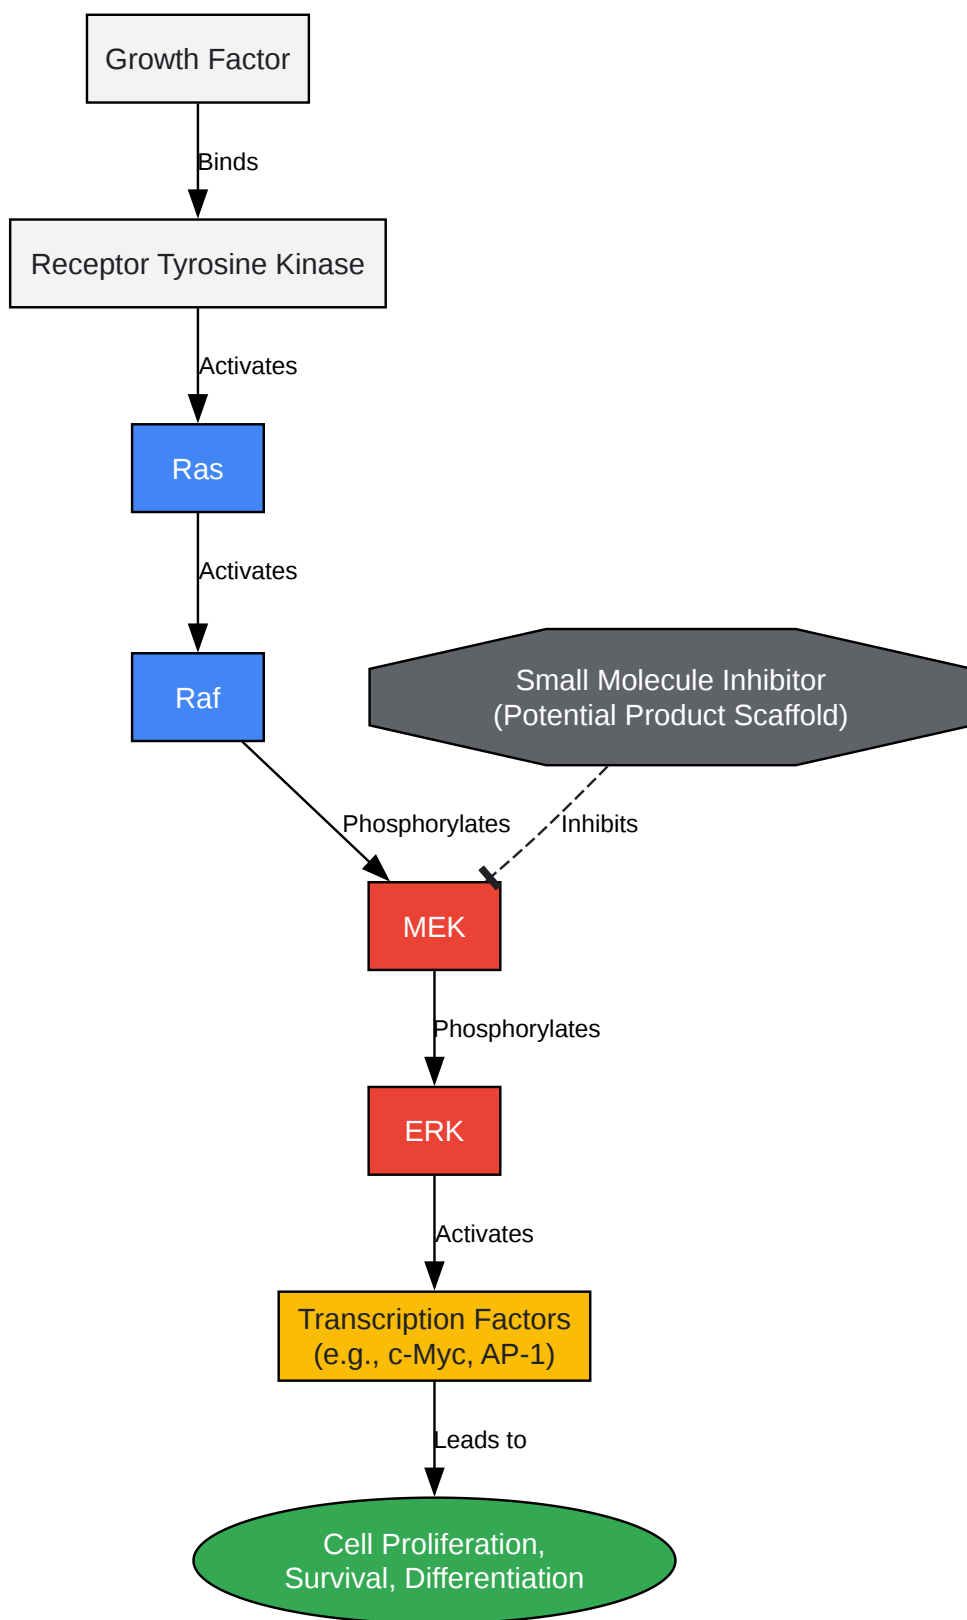 Growth Factor
Binds
Receptor Tyrosine Kinase
Activates
Ras
Activates
Raf
Small Molecule Inhibitor
(Potential Product Scaffold)
Phosphorylates
Inhibits
MEK
Phosphorylates
ERK
Activates
Transcription Factors
(e.g., c-Myc, AP-1)
Leads to
Cell Proliferation,
Survival, Differentiation